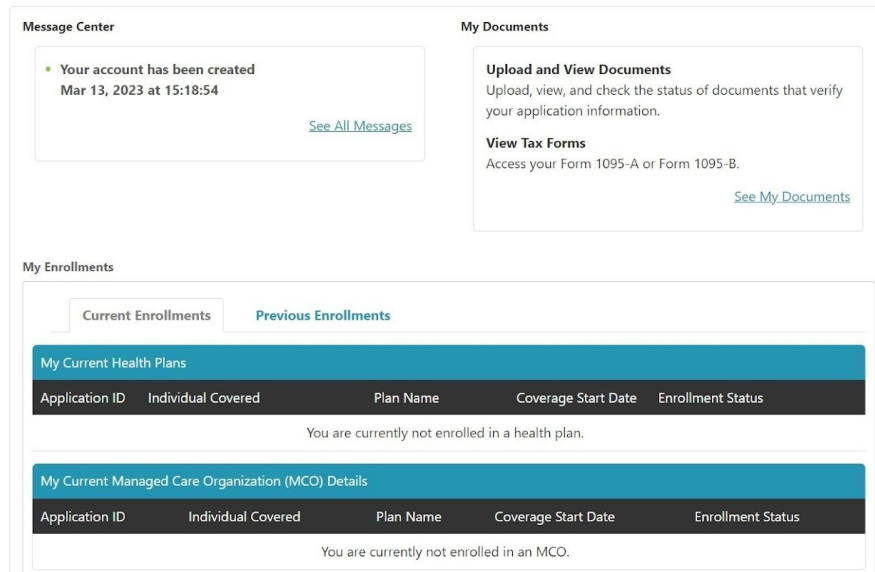 Message Center
Your account has been created
Mar 13, 2023 at 15:18:54
See All Messages
My Documents
Upload and View Documents
Upload, view, and check the status of documents that verify
your application information.
View Tax Forms
Access your Form 1095-A or Form 1095-B.
See My Documents
My Enrollments
Current Enrollments Previous Enrollments
My Current Health Plans
Application ID Individual Covered Plan Name Coverage Start Date Enrollment Status
You are currently not enrolled in a health plan.
My Current Managed Care Organization (MCO) Details
Application ID Individual Covered Plan Name Coverage Start Date Enrollment Status
You are currently not enrolled in an MCO.